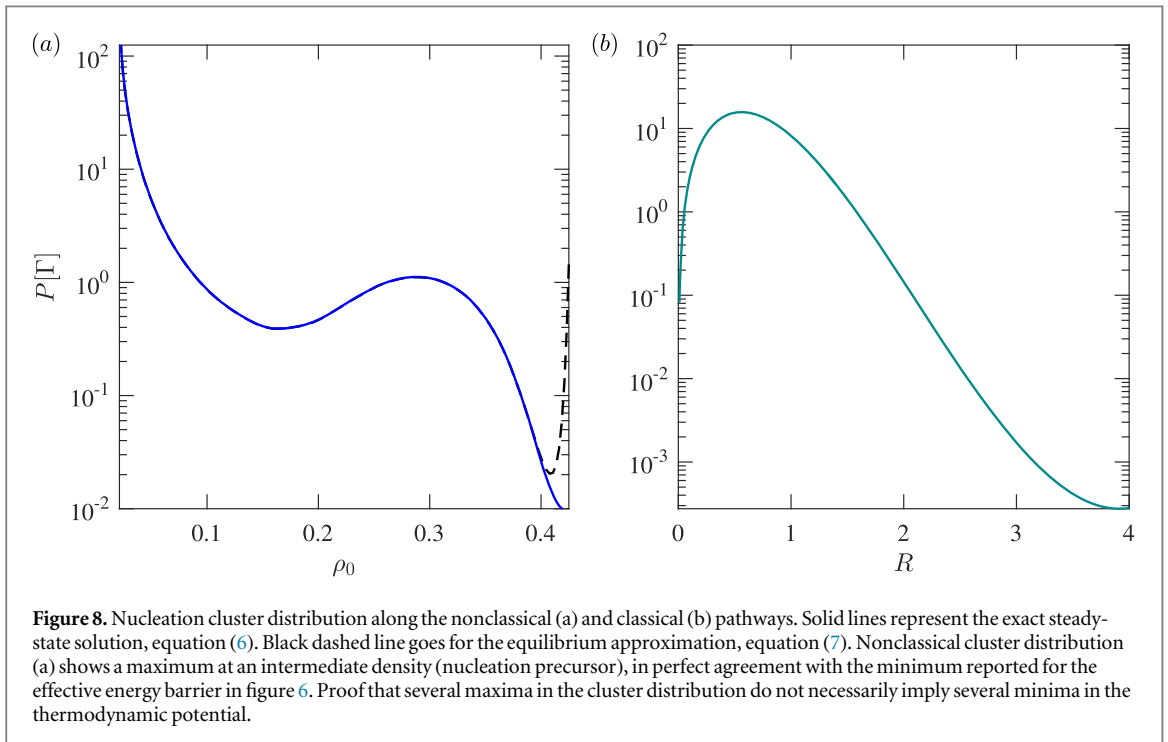 (a)
(b)
10^2
10^1
10^0
10^-1
10^-2
P[Γ]
0.1 0.2 0.3 0.4
ρ_0
10^2
10^1
10^0
10^-1
10^-2
10^-3
0 1 2 3 4
R
Figure 8. Nucleation cluster distribution along the nonclassical (a) and classical (b) pathways. Solid lines represent the exact steady-
state solution, equation (6). Black dashed line goes for the equilibrium approximation, equation (7). Nonclassical cluster distribution
(a) shows a maximum at an intermediate density (nucleation precursor), in perfect agreement with the minimum reported for the
effective energy barrier in figure 6. Proof that several maxima in the cluster distribution do not necessarily imply several minima in the
thermodynamic potential.